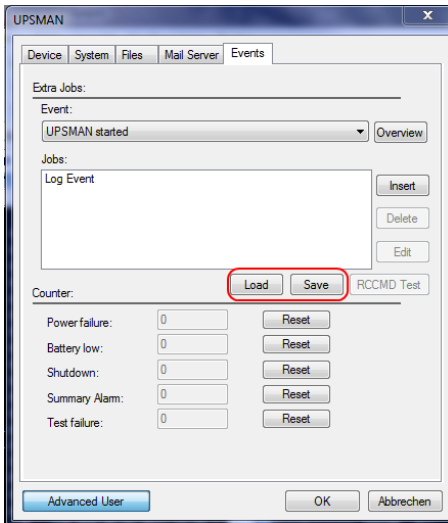 UPSMAN
x
Device System Files Mail Server Events
Extra Jobs:
Event:
UPSMAN started Overview
Jobs:
Log Event
Insert
Delete
Edit
Load Save RCCMD Test
Counter:
Power failure: 0 Reset
Battery low: 0 Reset
Shutdown: 0 Reset
Summary Alarm: 0 Reset
Test failure: 0 Reset
Advanced User OK Abbrechen